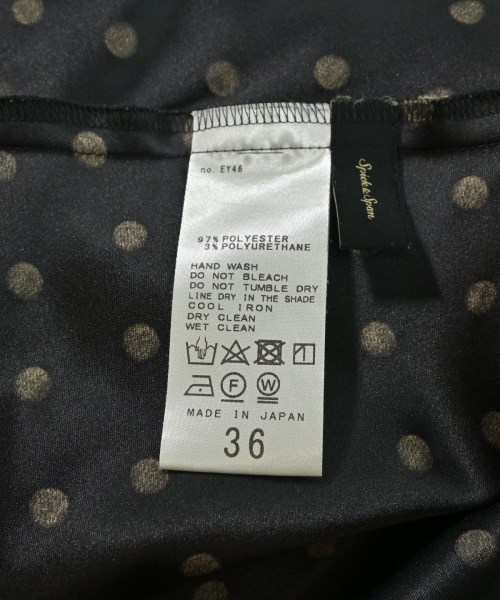 no. EY46
97% POLYESTER
3% POLYURETHANE
HAND WASH
DO NOT BLEACH
DO NOT TUMBLE DRY
LINE DRY IN THE SHADE
COOL IRON
DRY CLEAN
WET CLEAN
F W
MADE IN JAPAN
36
Spick & Span